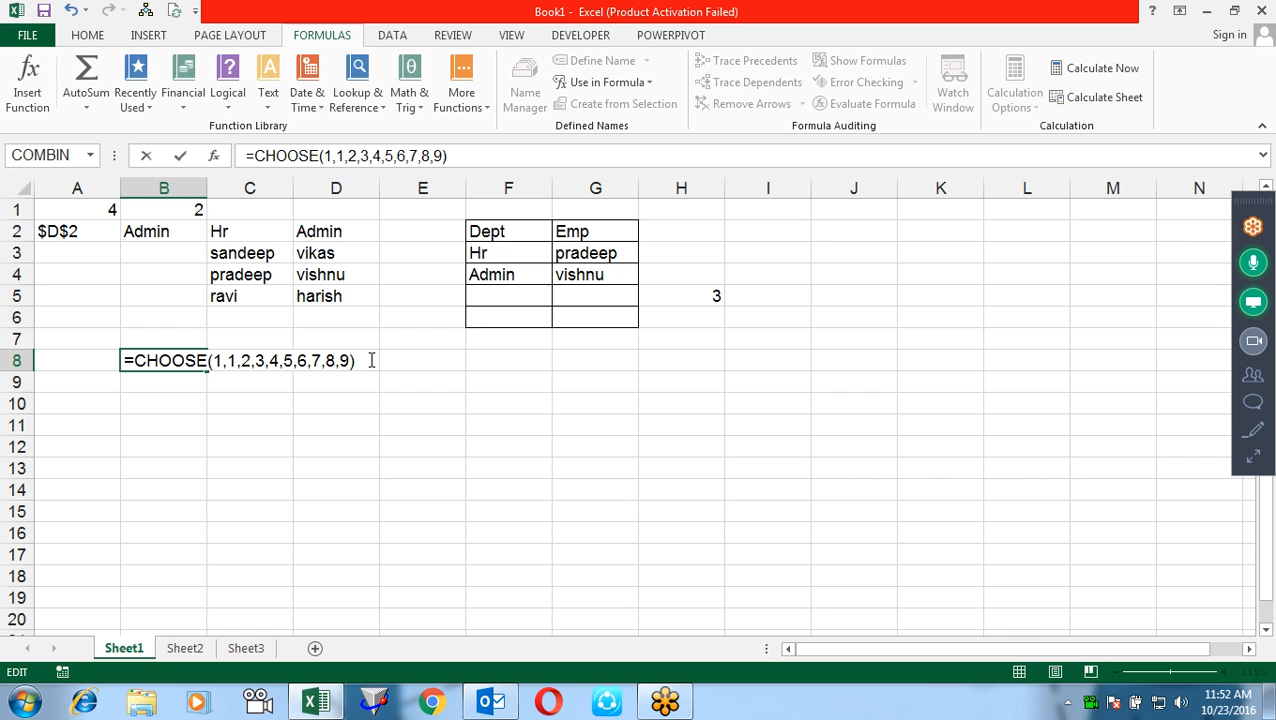 Book1 - Excel (Product Activation Failed)
?
FILE HOME INSERT PAGE LAYOUT FORMULAS DATA REVIEW VIEW DEVELOPER POWERPIVOT Sign in
fx Σ ? A θ
Insert Function
AutoSum
Recently Used
Financial
Logical
Text
Date & Time
Lookup & Reference
Math & Trig
More Functions
Function Library
Name Manager
Define Name
Use in Formula
Create from Selection
Defined Names
Trace Precedents
Trace Dependents
Remove Arrows
Show Formulas
Error Checking
Evaluate Formula
Formula Auditing
Watch Window
Calculation Options
Calculate Now
Calculate Sheet
Calculation
COMBIN fx =CHOOSE(1,1,2,3,4,5,6,7,8,9)
A B C D E F G H I J K L M N
1 4 2
2 $D$2 Admin Hr Admin Dept Emp
3 sandeep vikas Hr pradeep
4 pradeep vishnu Admin vishnu
5 ravi harish 3
6
7
8 =CHOOSE(1,1,2,3,4,5,6,7,8,9)
9
10
11
12
13
14
15
16
17
18
19
20
Sheet1 Sheet2 Sheet3
EDIT
11:52 AM
10/23/2016